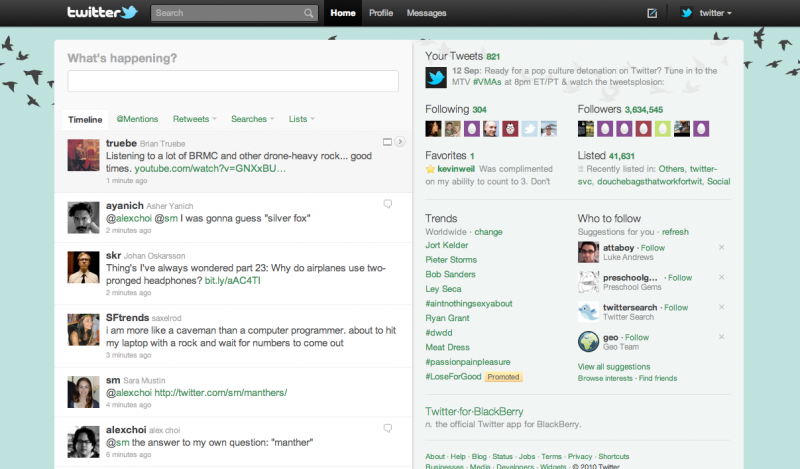 twitter
Search
Home Profile Messages
twitter
What's happening?
Timeline @Mentions Retweets Searches Lists
truebe Brian Truebe
Listening to a lot of BRMC and other drone-heavy rock... good
times. youtube.com/watch?v=GNXxBU…
1 minute ago
ayanich Asher Yanich
@alexchoi @sm I was gonna guess "silver fox"
2 minutes ago
skr Johan Oskarsson
Thing's I've always wondered part 23: Why do airplanes use two-
pronged headphones? bit.ly/aAC4TI
2 minutes ago
SFtrends saxelrod
i am more like a caveman than a computer programmer. about to hit
my laptop with a rock and wait for numbers to come out
3 minutes ago
sm Sara Mustin
@alexchoi http://twitter.com/sm/manthers/
4 minutes ago
alexchoi alex choi
@sm the answer to my own question: "manther"
4 minutes ago
Your Tweets 821
12 Sep: Ready for a pop culture detonation on Twitter? Tune in to the
MTV #VMAs at 8pm ET/PT & watch the tweetsplosion:
Following 304
Followers 3,634,545
Favorites 1
kevinweil Was complimented
on my ability to count to 3. Don't
Listed 41,631
Recently listed in: Others, twitter-
svc, douchebagsthatworkfortwit, Social
Trends
Worldwide · change
Jort Kelder
Pieter Storms
Bob Sanders
Ley Seca
#aintnothingsexyabout
Ryan Grant
#dwdd
Meat Dress
#passionpainpleasure
#LoseForGood Promoted
Who to follow
Suggestions for you · refresh
attaboy · Follow
Luke Andrews
preschoolg... · Follow
Preschool Gems
twittersearch · Follow
Twitter Search
geo · Follow
Geo Team
View all suggestions
Browse interests · Find friends
Twitter·for·BlackBerry
n. the official Twitter app for BlackBerry.
About · Help · Blog · Status · Jobs · Terms · Privacy · Shortcuts
Businesses · Media · Developers · Widgets · © 2010 Twitter